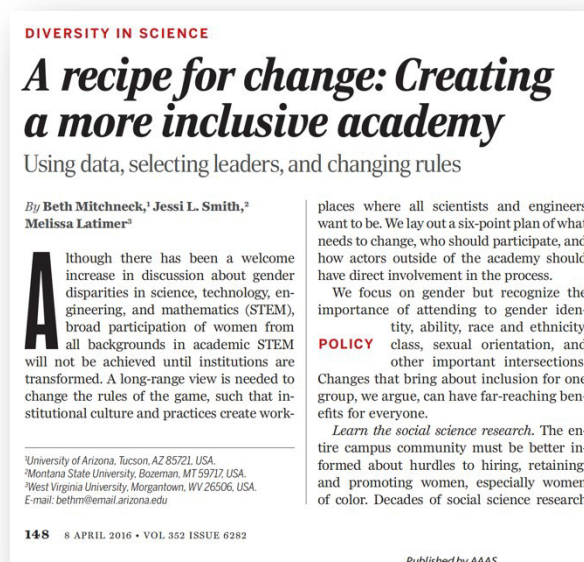 DIVERSITY IN SCIENCE
A recipe for change: Creating
a more inclusive academy
Using data, selecting leaders, and changing rules
By Beth Mitchneck,¹ Jessi L. Smith,²
Melissa Latimer³
Although there has been a welcome
increase in discussion about gender
disparities in science, technology, en-
gineering, and mathematics (STEM),
broad participation of women from
all backgrounds in academic STEM
will not be achieved until institutions are
transformed. A long-range view is needed to
change the rules of the game, such that in-
stitutional culture and practices create work-
¹University of Arizona, Tucson, AZ 85721, USA.
²Montana State University, Bozeman, MT 59717, USA.
³West Virginia University, Morgantown, WV 26506, USA.
E-mail: bethm@email.arizona.edu
places where all scientists and engineers
want to be. We lay out a six-point plan of what
needs to change, who should participate, and
how actors outside of the academy should
have direct involvement in the process.
We focus on gender but recognize the
importance of attending to gender iden-
tity, ability, race and ethnicity,
POLICY
class, sexual orientation, and
other important intersections.
Changes that bring about inclusion for one
group, we argue, can have far-reaching ben-
efits for everyone.
Learn the social science research. The en-
tire campus community must be better in-
formed about hurdles to hiring, retaining,
and promoting women, especially women
of color. Decades of social science research
148 8 APRIL 2016 • VOL 352 ISSUE 6282
Published by AAAS